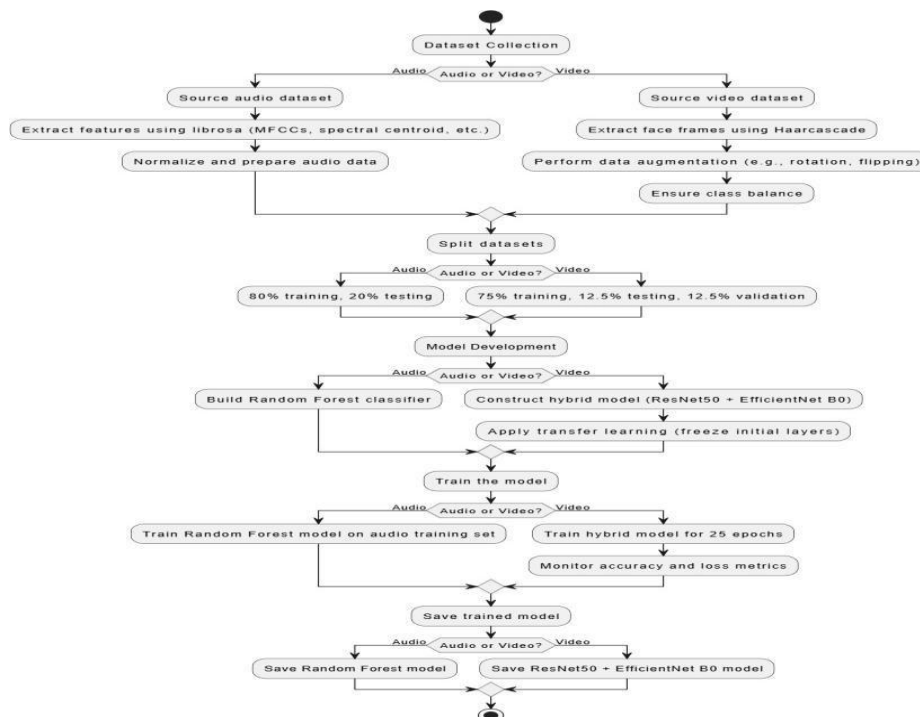 Dataset Collection
Audio
Audio or Video?
Video
Source audio dataset
Source video dataset
Extract features using librosa (MFCCs, spectral centroid, etc.)
Extract face frames using Haarcascade
Normalize and prepare audio data
Perform data augmentation (e.g., rotation, flipping)
Ensure class balance
Split datasets
Audio
Audio or Video?
Video
80% training, 20% testing
75% training, 12.5% testing, 12.5% validation
Model Development
Audio
Audio or Video?
Video
Build Random Forest classifier
Construct hybrid model (ResNet50 + EfficientNet B0)
Apply transfer learning (freeze initial layers)
Train the model
Audio
Audio or Video?
Video
Train Random Forest model on audio training set
Train hybrid model for 25 epochs
Monitor accuracy and loss metrics
Save trained model
Audio
Audio or Video?
Video
Save Random Forest model
Save ResNet50 + EfficientNet B0 model